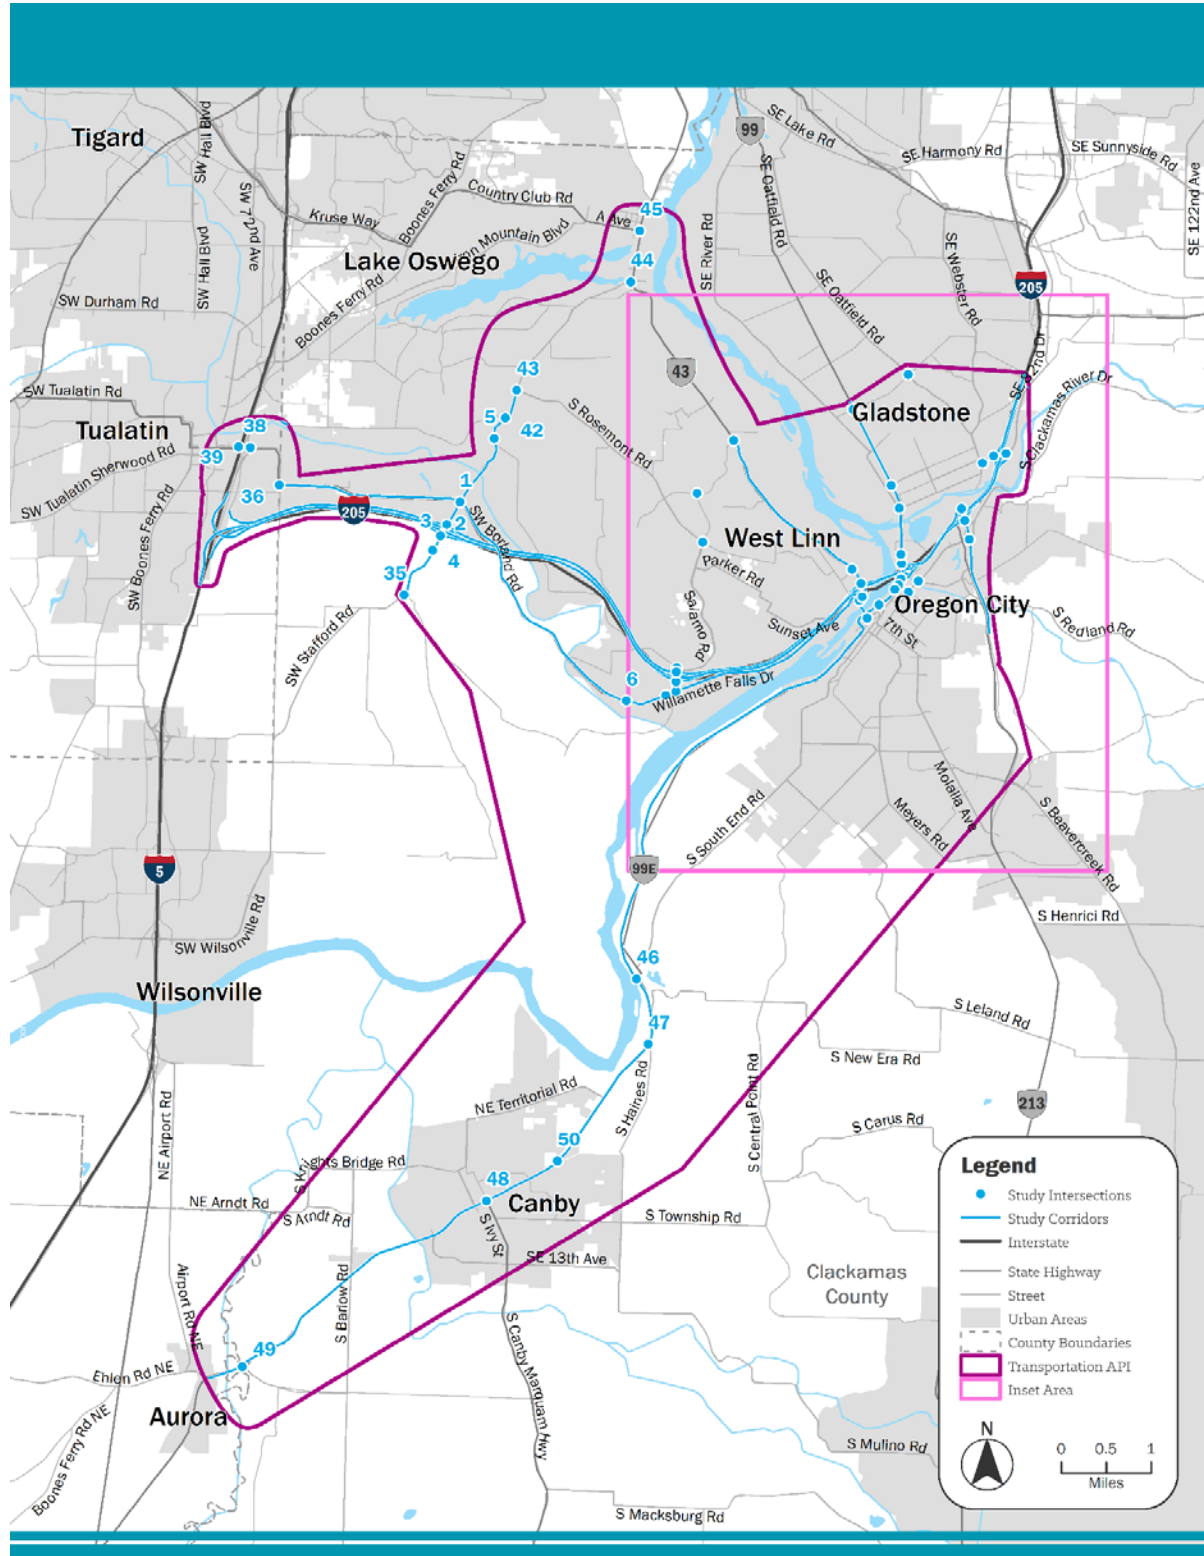 99
SE Lake Rd
Tigard
SW Hall Blvd
SE Harmony Rd
SE Sunnyside Rd
SE 122nd Ave
SW 72nd Ave
Boones Ferry Rd
Country Club Rd
SE Oatfield Rd
Kruse Way
A Ave
45
SE River Rd
SW Hall Blvd
Mountain Blvd
Lake Oswego
44
SE Webster Rd
SW Durham Rd
Boones Ferry Rd
SE Oatfield Rd
205
43
43
SE 82nd Dr
SW Tualatin Rd
S Clackamas River Dr
S Rosemont Rd
Gladstone
Tualatin
38
5
42
39
SW Tualatin Sherwood Rd
36
1
205
SW Boones Ferry Rd
3
2
SW Borland Rd
West Linn
4
Parker Rd
35
Salamo Rd
Oregon City
Sunset Ave
7th St
S Redland Rd
SW Stafford Rd
6
Willamette Falls Dr
Molalla Ave
S South End Rd
Meyers Rd
S Beavercreek Rd
5
99E
S Henrici Rd
SW Wilsonville Rd
46
Wilsonville
S Leland Rd
47
S New Era Rd
NE Airport Rd
NE Territorial Rd
S Haines Rd
S Central Point Rd
213
S Carus Rd
50
S Knights Bridge Rd
48
NE Arndt Rd
S Arndt Rd
Canby
S Ivy St
S Township Rd
SE 13th Ave
Airport Rd NE
S Barlow Rd
Clackamas
County
S Canby Marquam Hwy
49
Ehlen Rd NE
Aurora
Boones Ferry Rd NE
S Mulino Rd
S Macksburg Rd
Legend
Study Intersections
Study Corridors
Interstate
State Highway
Street
Urban Areas
County Boundaries
Transportation API
Inset Area
N
0 0.5 1
Miles